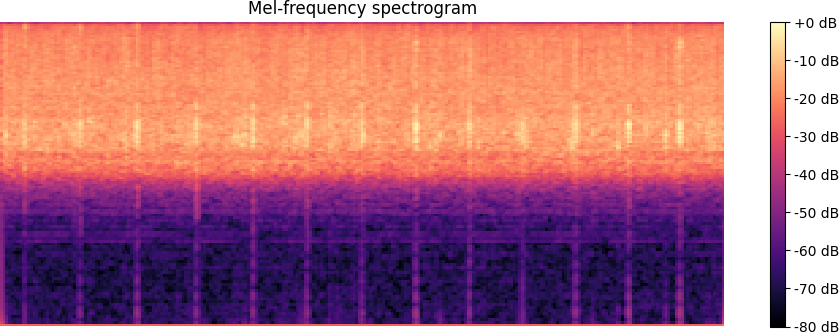 Mel-frequency spectrogram
+0 dB
-10 dB
-20 dB
-30 dB
-40 dB
-50 dB
-60 dB
-70 dB
-80 dB